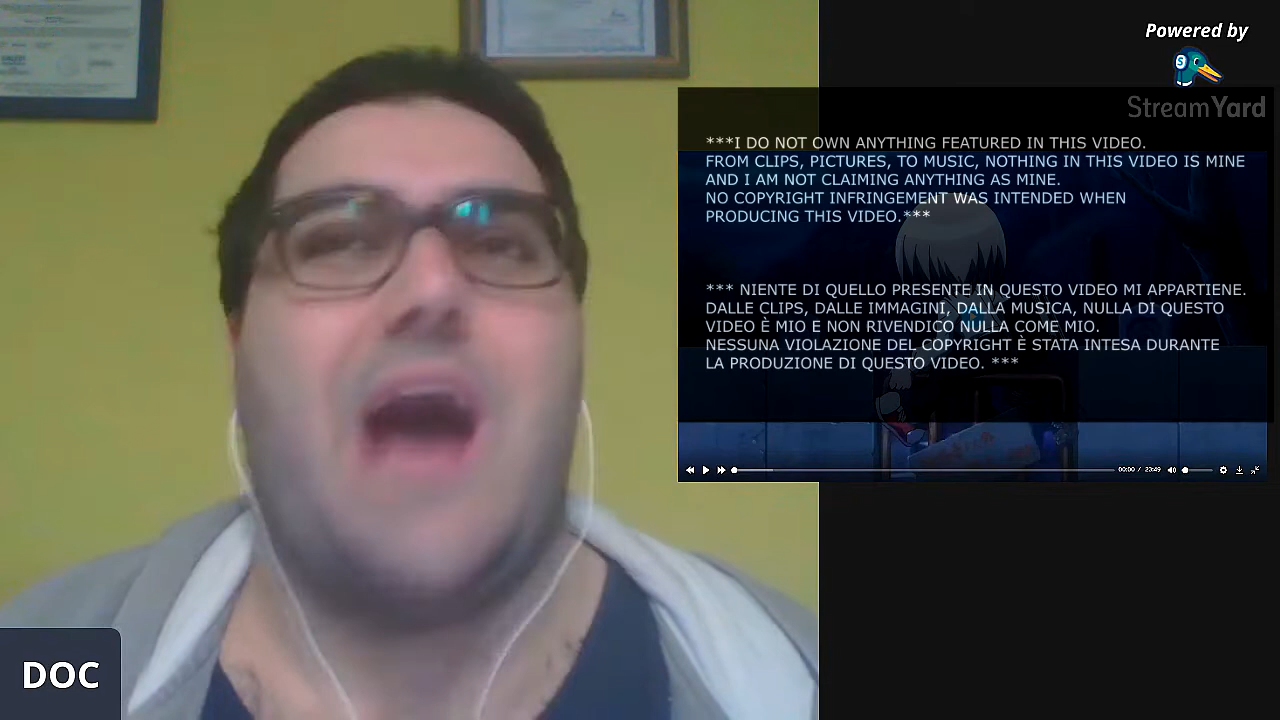 Powered by
StreamYard
***I DO NOT OWN ANYTHING FEATURED IN THIS VIDEO.
FROM CLIPS, PICTURES, TO MUSIC, NOTHING IN THIS VIDEO IS MINE
AND I AM NOT CLAIMING ANYTHING AS MINE.
NO COPYRIGHT INFRINGEMENT WAS INTENDED WHEN
PRODUCING THIS VIDEO.***
*** NIENTE DI QUELLO PRESENTE IN QUESTO VIDEO MI APPARTIENE.
DALLE CLIPS, DALLE IMMAGINI, DALLA MUSICA, NULLA DI QUESTO
VIDEO È MIO E NON RIVENDICO NULLA COME MIO.
NESSUNA VIOLAZIONE DEL COPYRIGHT È STATA INTESA DURANTE
LA PRODUZIONE DI QUESTO VIDEO. ***
00:00 / 23:49
DOC